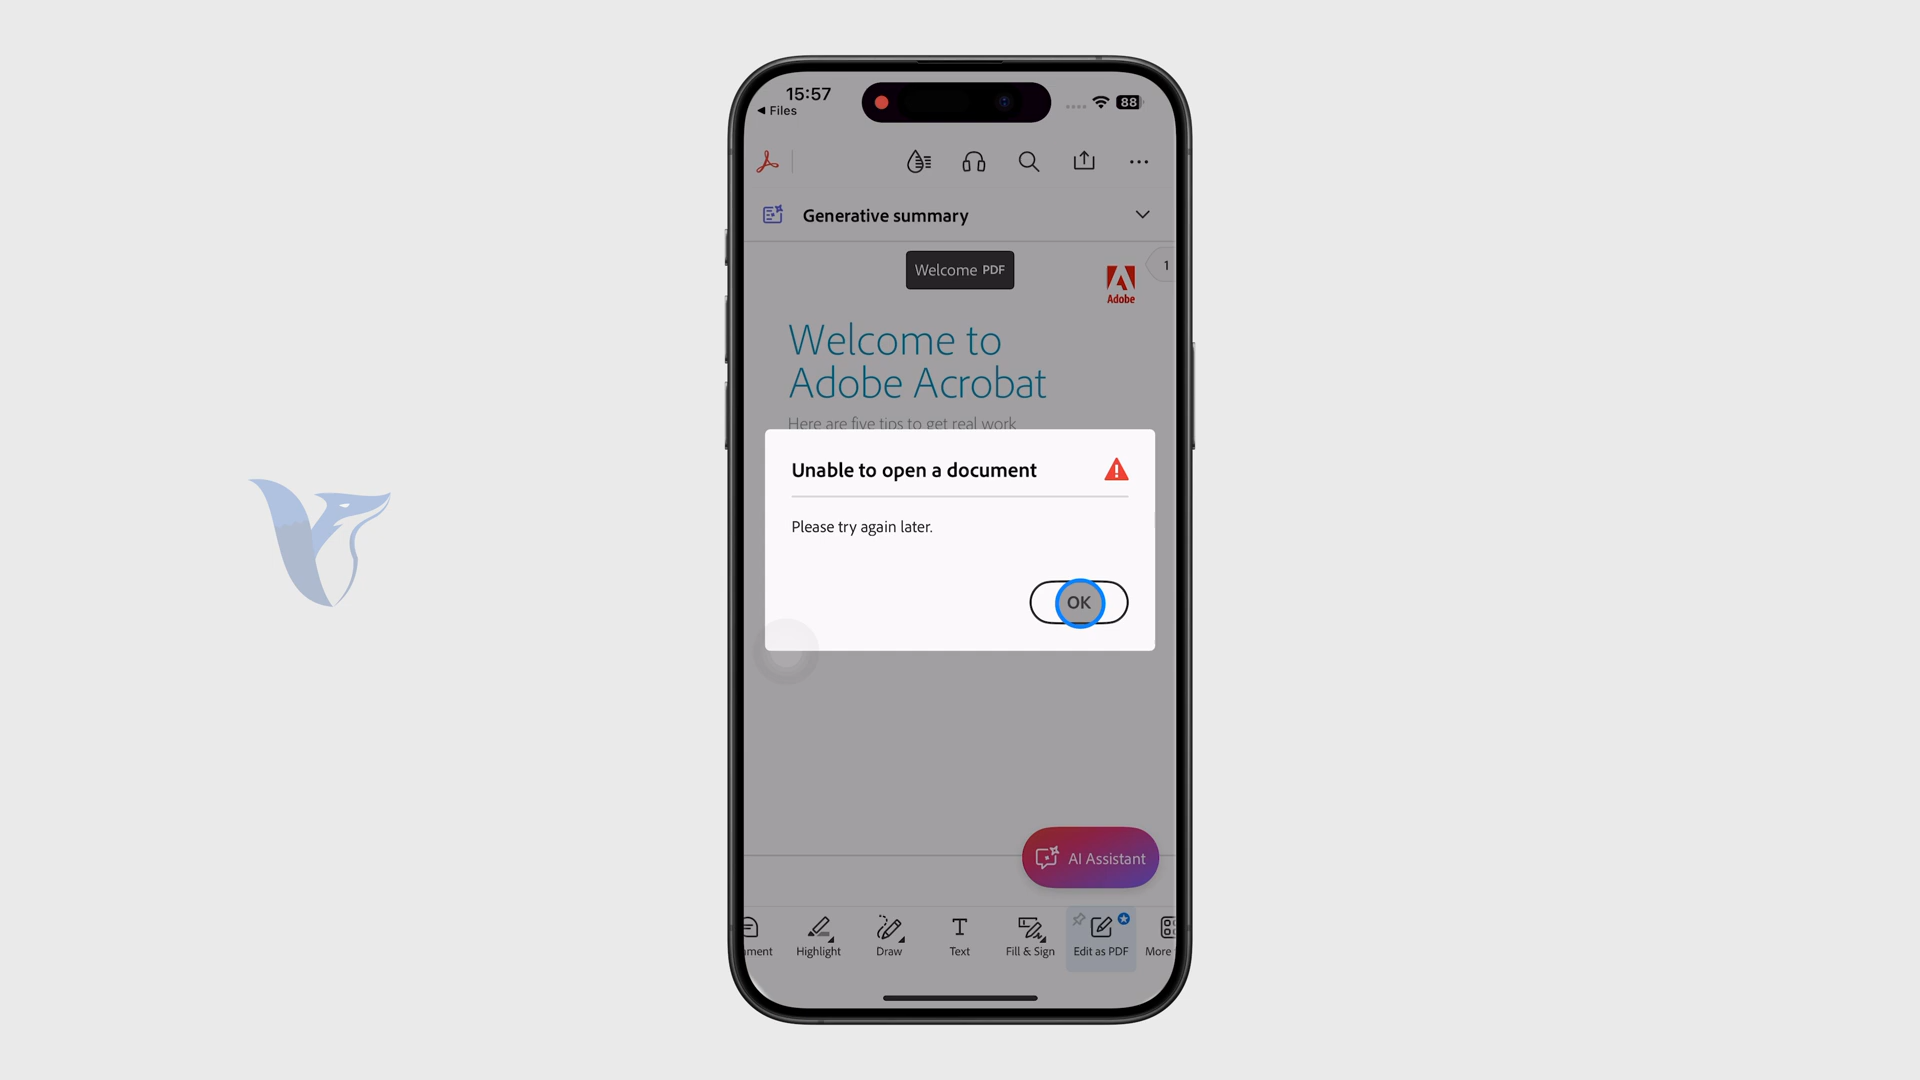 15:57
◀ Files
88
Generative summary
Welcome PDF
1
Adobe
Welcome to
Adobe Acrobat
Here are five tips to get real work
Unable to open a document
Please try again later.
OK
AI Assistant
ment
Highlight
Draw
Text
Fill & Sign
Edit as PDF
More